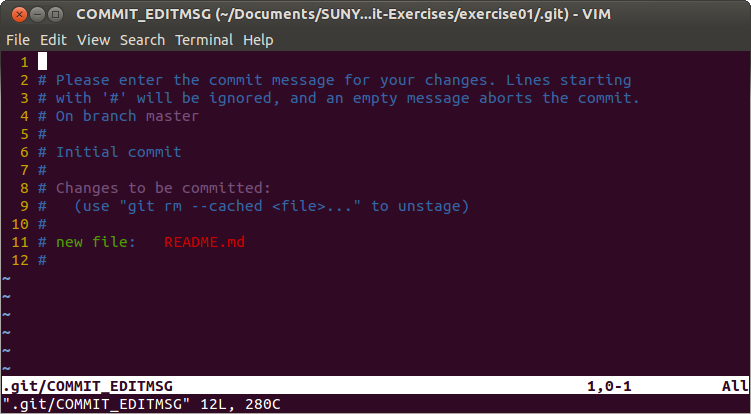 COMMIT_EDITMSG (~/Documents/SUNY...it-Exercises/exercise01/.git) - VIM
File Edit View Search Terminal Help
1
2 # Please enter the commit message for your changes. Lines starting
3 # with '#' will be ignored, and an empty message aborts the commit.
4 # On branch master
5 #
6 # Initial commit
7 #
8 # Changes to be committed:
9 #   (use "git rm --cached <file>..." to unstage)
10 #
11 # new file:   README.md
12 #
~
~
~
~
~
~
.git/COMMIT_EDITMSG 1,0-1 All
".git/COMMIT_EDITMSG" 12L, 280C